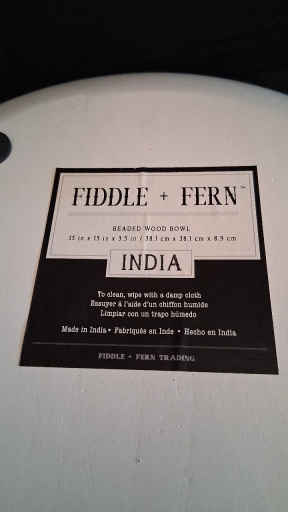 FIDDLE + FERN™
BEADED WOOD BOWL
15 in x 15 in x 3.5 in / 38.1 cm x 38.1 cm x 8.9 cm
INDIA
To clean, wipe with a damp cloth
Essuyer à l'aide d'un chiffon humide
Limpiar con un trapo húmedo
Made in India • Fabriqués en Inde • Hecho en India
FIDDLE + FERN TRADING